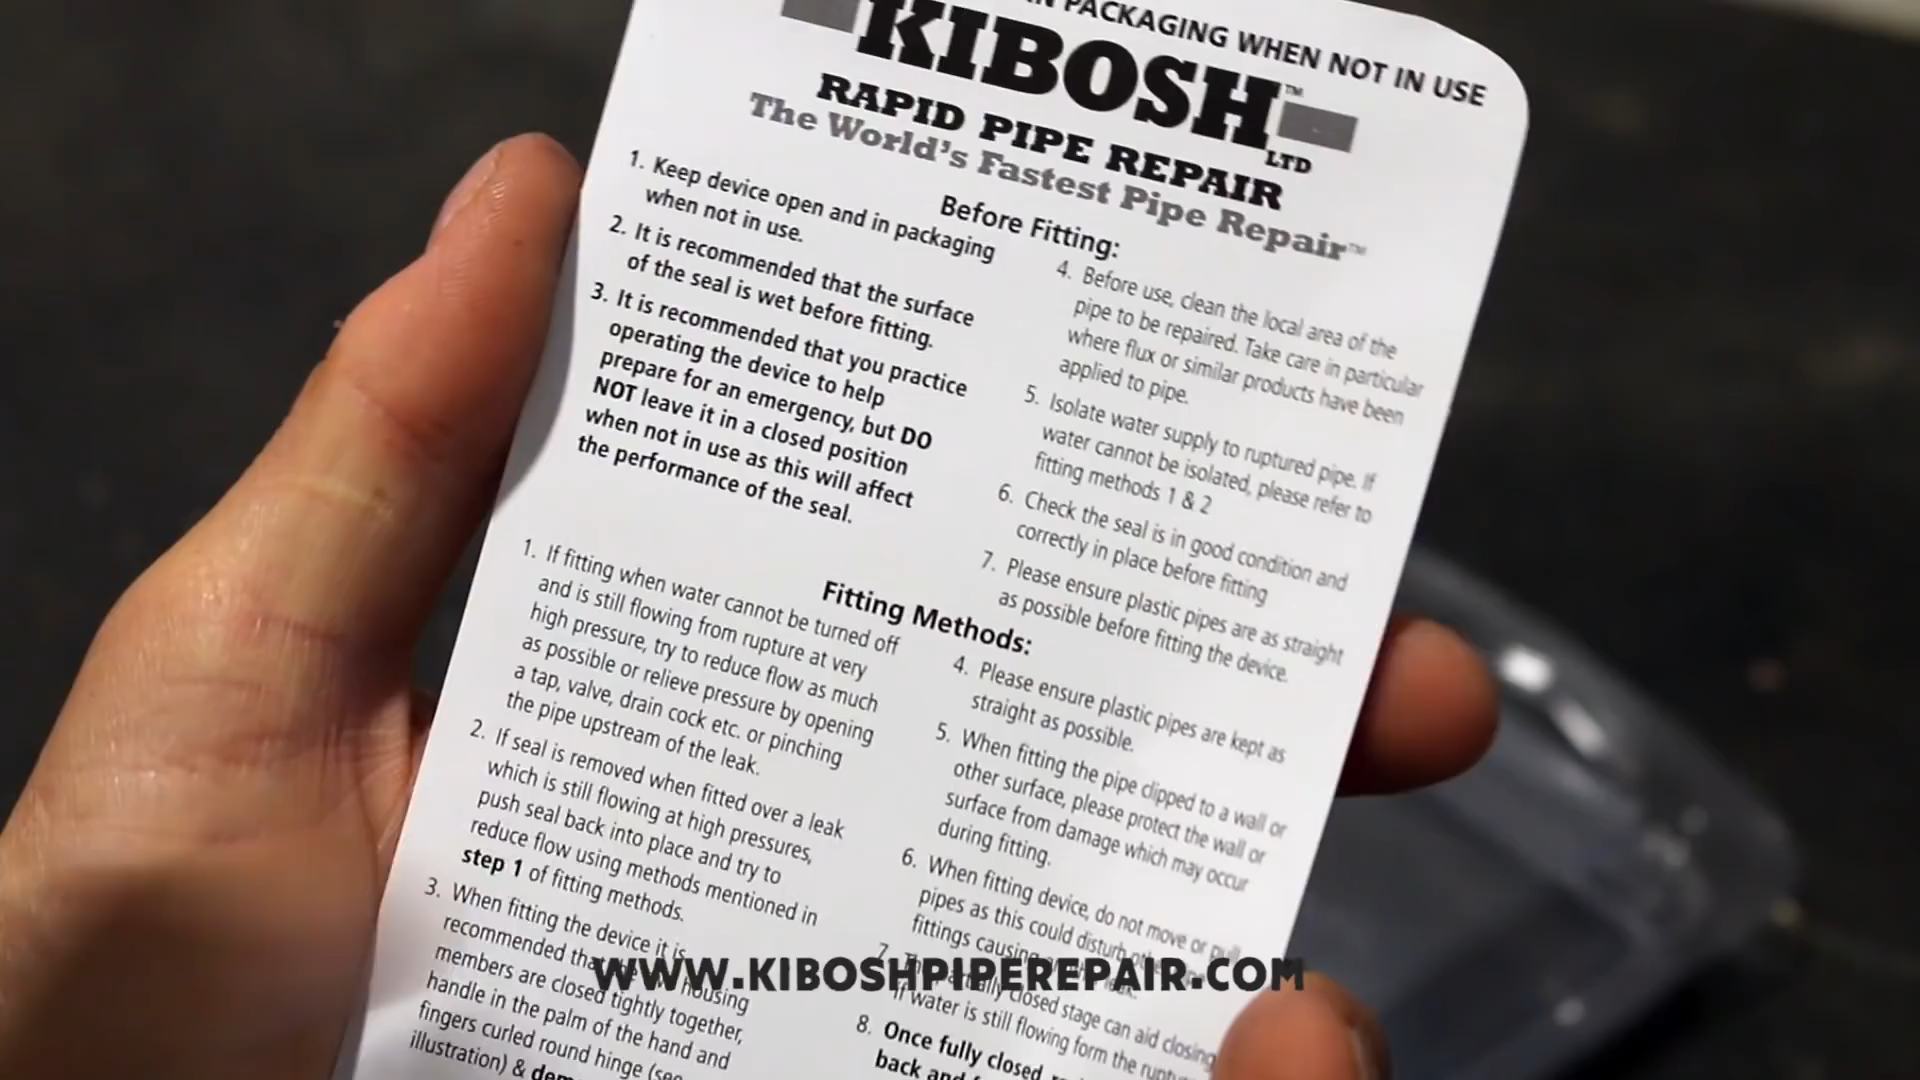 IN PACKAGING WHEN NOT IN USE
KIBOSH™
LTD
RAPID PIPE REPAIR
The World's Fastest Pipe Repair™
Before Fitting:
1. Keep device open and in packaging
when not in use.
2. It is recommended that the surface
of the seal is wet before fitting.
3. It is recommended that you practice
operating the device to help
prepare for an emergency, but DO
NOT leave it in a closed position
when not in use as this will affect
the performance of the seal.
4. Before use, clean the local area of the
pipe to be repaired. Take care in particular
where flux or similar products have been
applied to pipe.
5. Isolate water supply to ruptured pipe. If
water cannot be isolated, please refer to
fitting methods 1 & 2
6. Check the seal is in good condition and
correctly in place before fitting
7. Please ensure plastic pipes are as straight
as possible before fitting the device.
Fitting Methods:
1. If fitting when water cannot be turned off
and is still flowing from rupture at very
high pressure, try to reduce flow as much
as possible or relieve pressure by opening
a tap, valve, drain cock etc. or pinching
the pipe upstream of the leak.
2. If seal is removed when fitted over a leak
which is still flowing at high pressures,
push seal back into place and try to
reduce flow using methods mentioned in
step 1 of fitting methods.
3. When fitting the device it is
recommended that the housing
members are closed tightly together,
handle in the palm of the hand and
fingers curled round hinge (see
illustration) &
4. Please ensure plastic pipes are kept as
straight as possible.
5. When fitting the pipe clipped to a wall or
other surface, please protect the wall or
surface from damage which may occur
during fitting.
6. When fitting device, do not move or pull
pipes as this could disturb
fittings causing leak.
7. The partially closed stage can aid closing
if water is still flowing form the
8. Once fully closed,
back and
WWW.KIBOSHPIPEREPAIR.COM